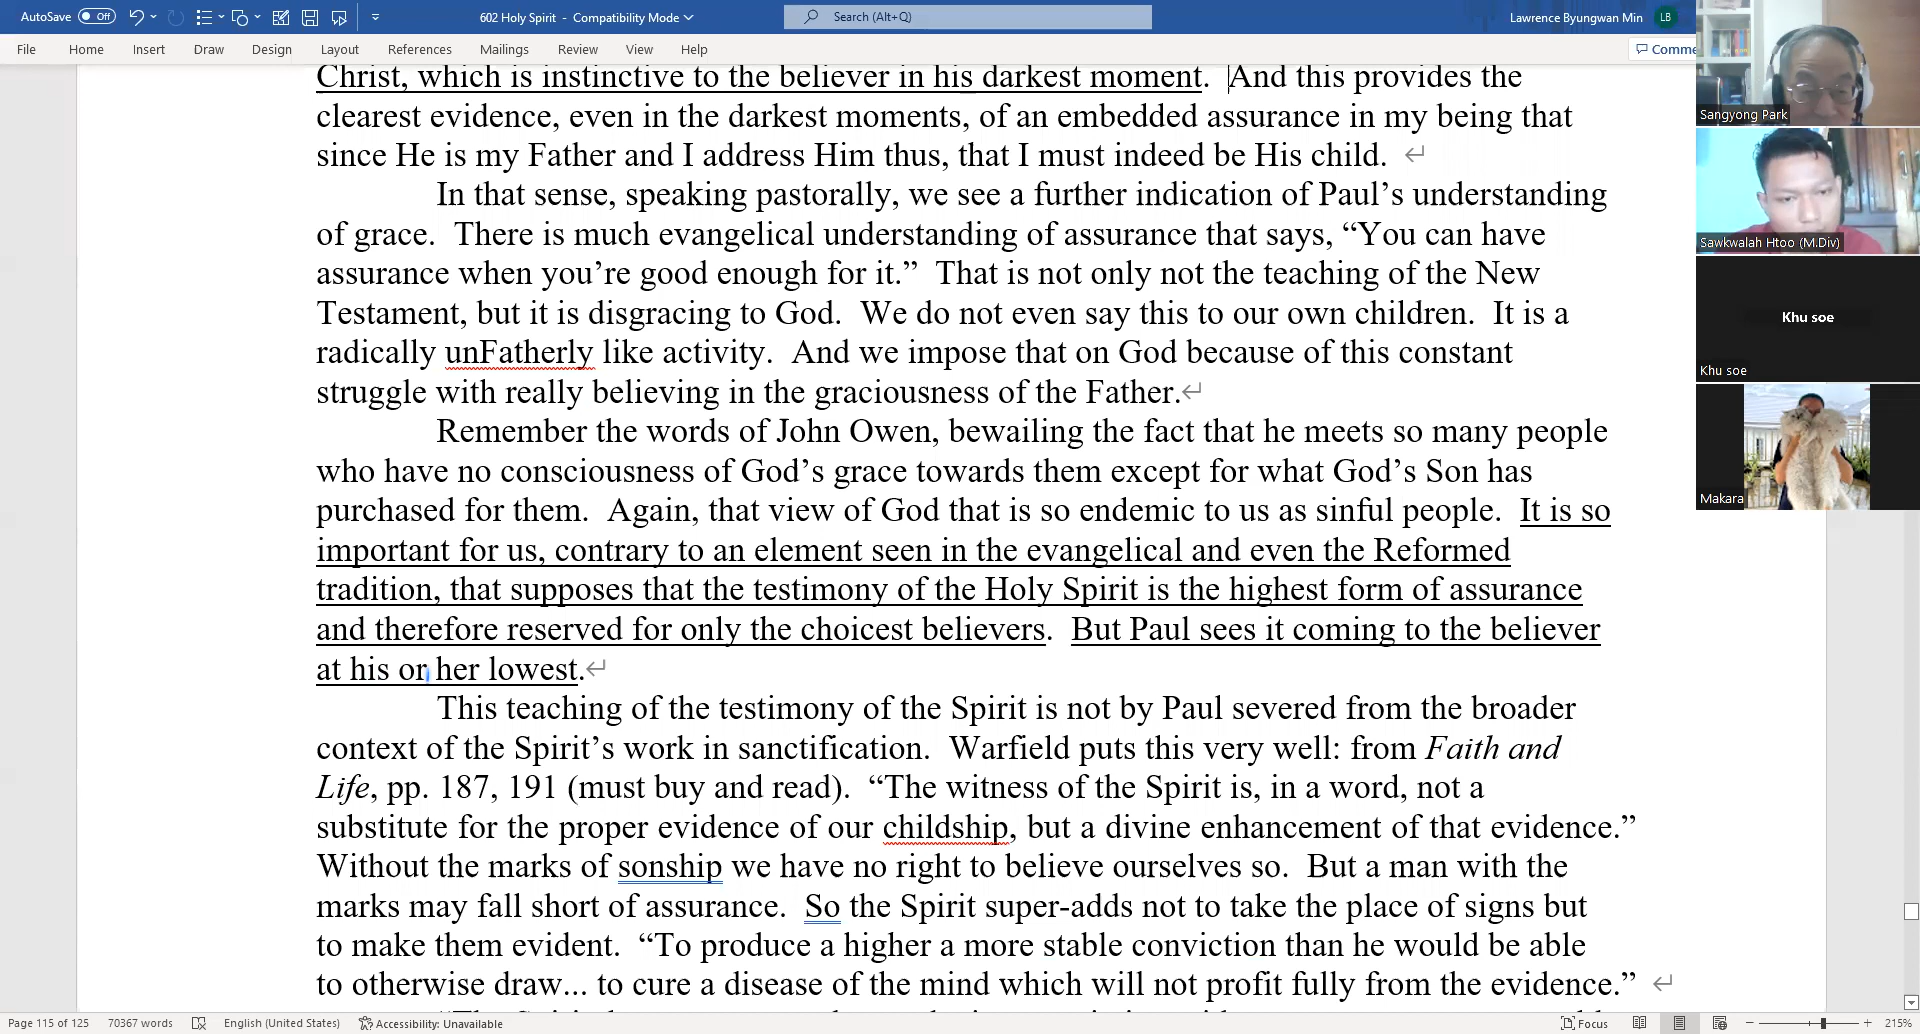 AutoSave Off 602 Holy Spirit - Compatibility Mode Search (Alt+Q) Lawrence Byungwan Min LB
File Home Insert Draw Design Layout References Mailings Review View Help Comme
Christ, which is instinctive to the believer in his darkest moment. And this provides the
clearest evidence, even in the darkest moments, of an embedded assurance in my being that
since He is my Father and I address Him thus, that I must indeed be His child.
In that sense, speaking pastorally, we see a further indication of Paul’s understanding
of grace. There is much evangelical understanding of assurance that says, “You can have
assurance when you’re good enough for it.” That is not only not the teaching of the New
Testament, but it is disgracing to God. We do not even say this to our own children. It is a
radically unFatherly like activity. And we impose that on God because of this constant
struggle with really believing in the graciousness of the Father.
Remember the words of John Owen, bewailing the fact that he meets so many people
who have no consciousness of God’s grace towards them except for what God’s Son has
purchased for them. Again, that view of God that is so endemic to us as sinful people. It is so
important for us, contrary to an element seen in the evangelical and even the Reformed
tradition, that supposes that the testimony of the Holy Spirit is the highest form of assurance
and therefore reserved for only the choicest believers. But Paul sees it coming to the believer
at his or her lowest.
This teaching of the testimony of the Spirit is not by Paul severed from the broader
context of the Spirit’s work in sanctification. Warfield puts this very well: from Faith and
Life, pp. 187, 191 (must buy and read). “The witness of the Spirit is, in a word, not a
substitute for the proper evidence of our childship, but a divine enhancement of that evidence.”
Without the marks of sonship we have no right to believe ourselves so. But a man with the
marks may fall short of assurance. So the Spirit super-adds not to take the place of signs but
to make them evident. “To produce a higher a more stable conviction than he would be able
to otherwise draw... to cure a disease of the mind which will not profit fully from the evidence.”
Sangyong Park
Sawkwalah Htoo (M.Div)
Khu soe
Khu soe
Makara
Page 115 of 125 70367 words English (United States) Accessibility: Unavailable Focus 215%